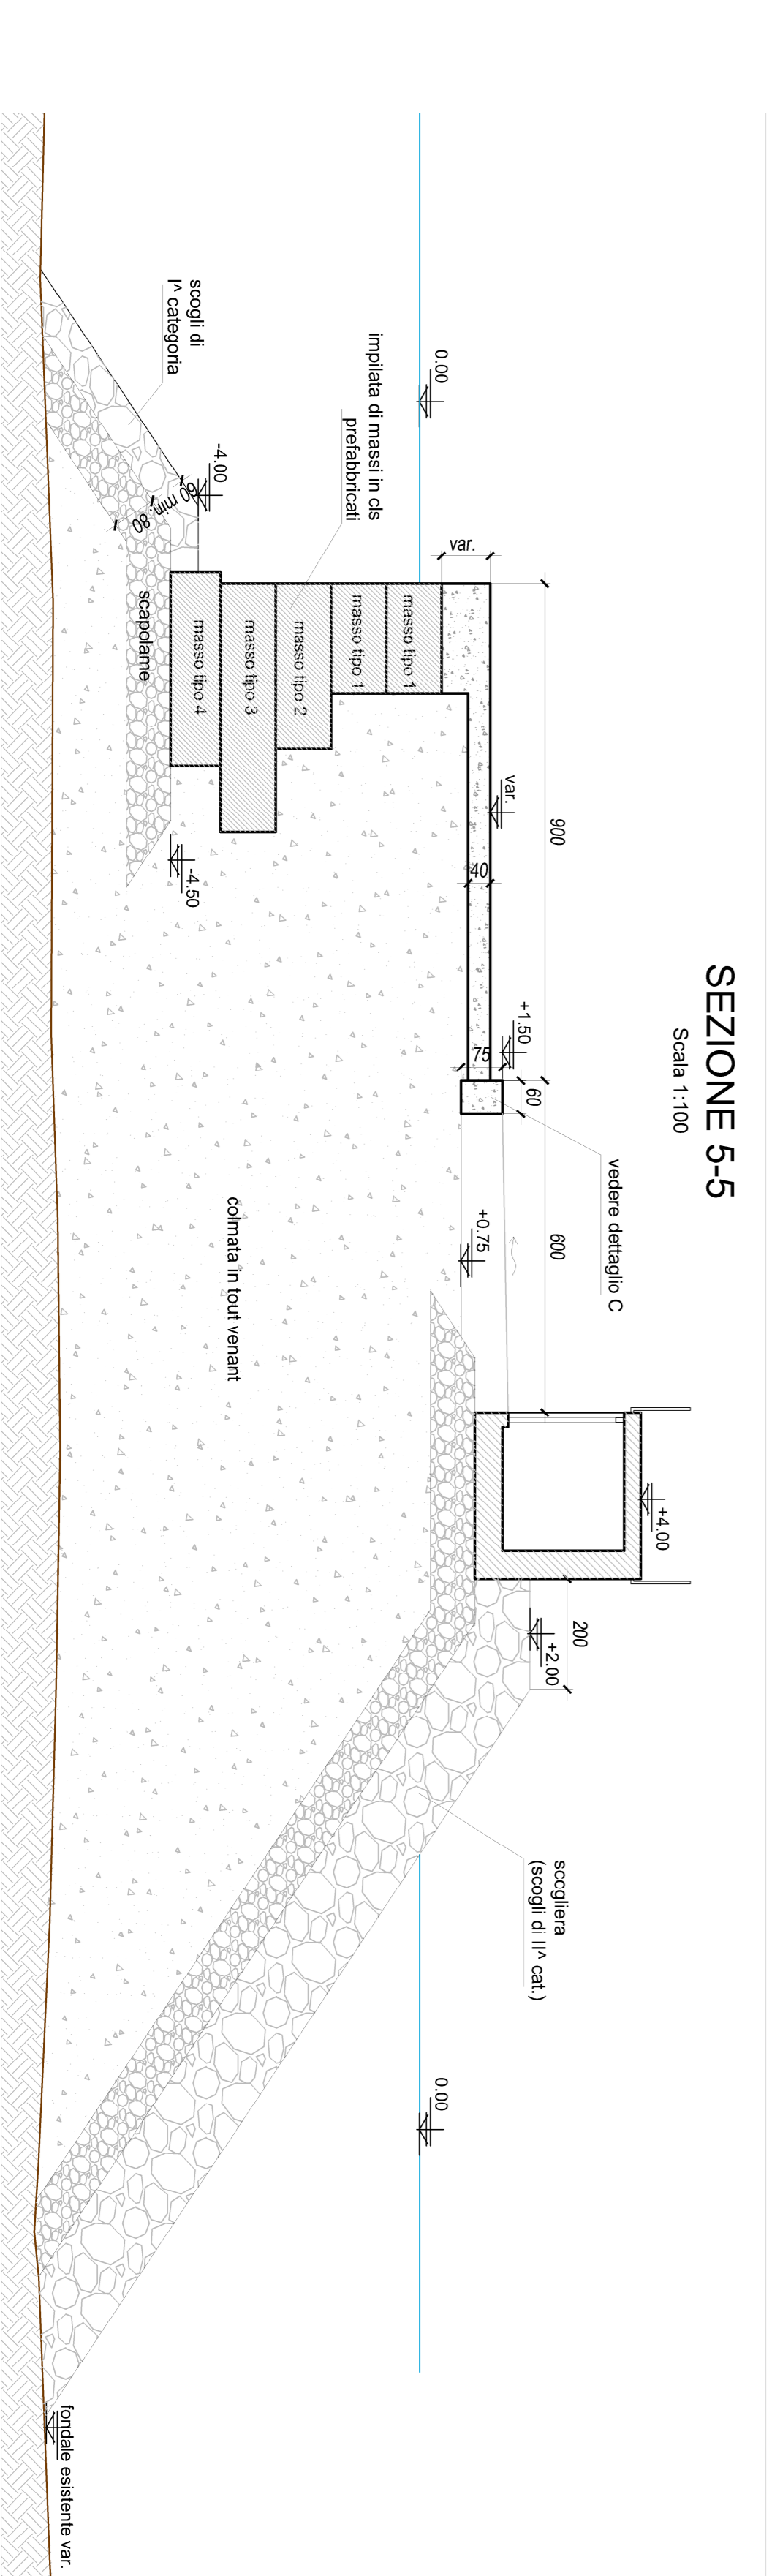 SEZIONE 5-5
Scala 1:100
900
60
600
vedere dettaglio C
+4.00
200
+2.00
scogliera
(scogli di II^ cat.)
0.00
0.00
var.
var.
40
+1.50
75
+0.75
impilata di massi in cls
prefabbricati
masso tipo 1
masso tipo 1
masso tipo 2
masso tipo 3
masso tipo 4
scogli di
I^ categoria
-4.00
60 min.
80
scapolame
-4.50
colmata in tout venant
fondale esistente var.